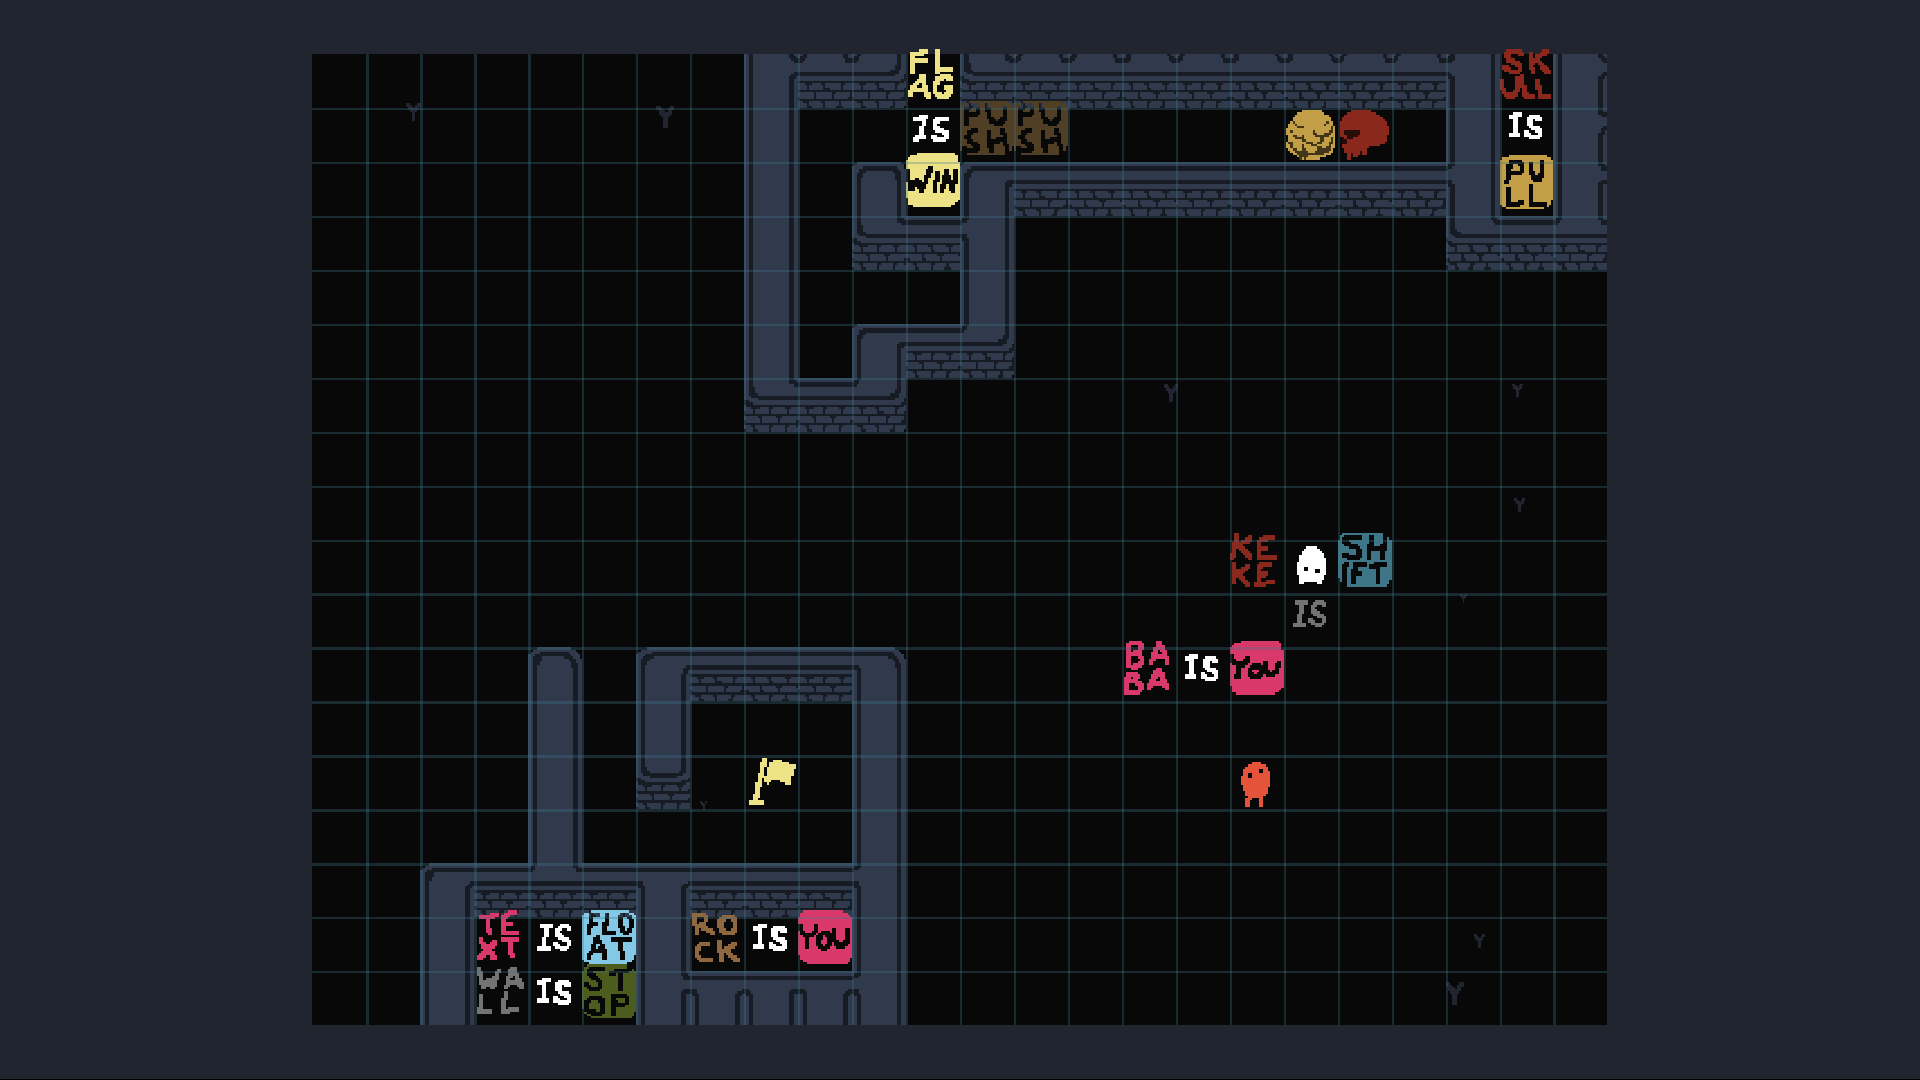 FLAG
IS PUSH PUSH
WIN
SKULL
IS
PULL
KEKE SHIFT
IS
BABA IS YOU
TEXT IS FLOAT
ROCK IS YOU
WALL IS STOP